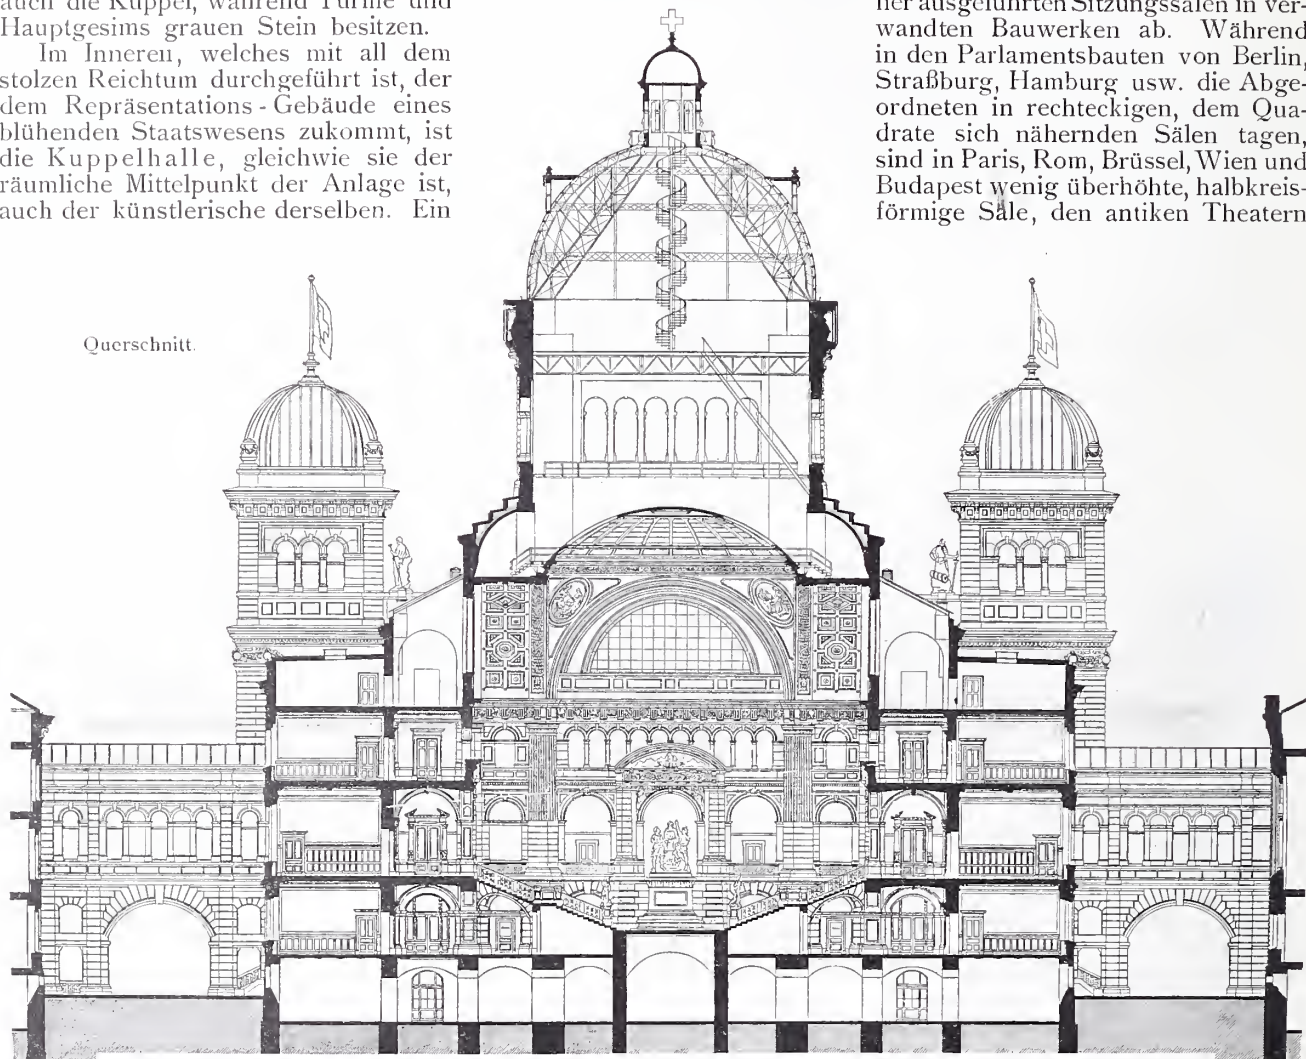 auch die Kuppel, während Türme und
Hauptgesims grauen Stein besitzen.
Im Inneren, welches mit all dem
stolzen Reichtum durchgeführt ist, der
dem Repräsentations-Gebäude eines
blühenden Staatswesens zukommt, ist
die Kuppelhalle, gleichwie sie der
räumliche Mittelpunkt der Anlage ist,
auch der künstlerische derselben. Ein
Querschnitt.
her ausgeführten Sitzungssälen in ver-
wandten Bauwerken ab. Während
in den Parlamentsbauten von Berlin,
Straßburg, Hamburg usw. die Abge-
ordneten in rechteckigen, dem Qua-
drate sich nähernden Sälen tagen,
sind in Paris, Rom, Brüssel, Wien und
Budapest wenig überhöhte, halbkreis-
förmige Säle, den antiken Theatern